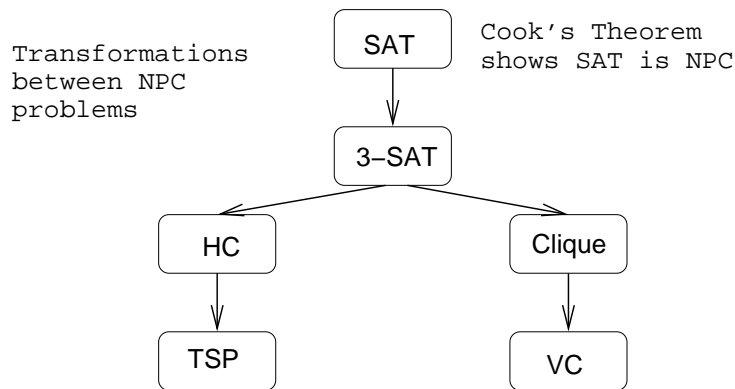 Transformations
between NPC
problems
SAT
Cook's Theorem
shows SAT is NPC
3–SAT
HC
Clique
TSP
VC